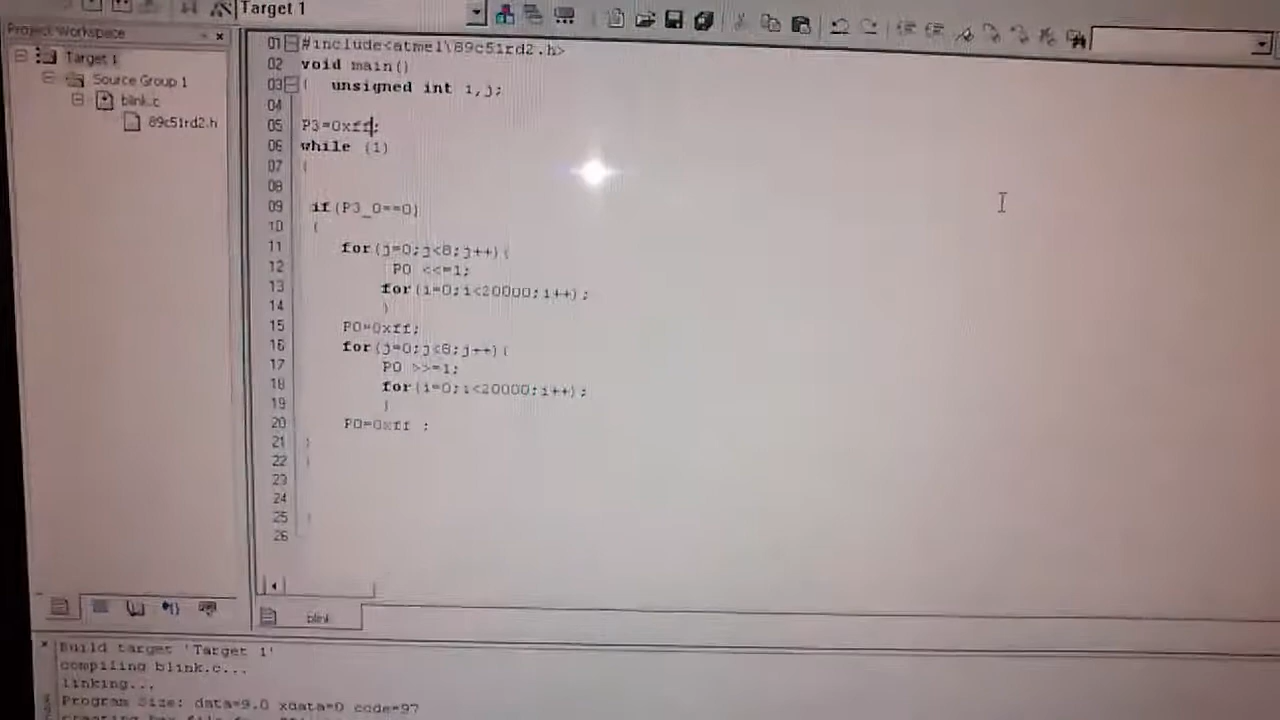 Target 1
Project Workspace
Target 1
Source Group 1
blink.c
89c51rd2.h
01 #include<atmel\89c51rd2.h>
02 void main()
03 { unsigned int i,j;
04
05 P3=0xff;
06 while (1)
07 {
08
09 if(P3_0==0)
10 {
11 for(j=0;j<8;j++){
12 P0 <<=1;
13 for(i=0;i<20000;i++);
14 }
15 P0=0xff;
16 for(j=0;j<8;j++){
17 P0 >>=1;
18 for(i=0;i<20000;i++);
19 }
20 P0=0xff ;
21 }
22 }
23
24
25 }
26
blink
Build target 'Target 1'
compiling blink.c...
linking...
Program Size: data=9.0 xdata=0 code=97
creating hex file